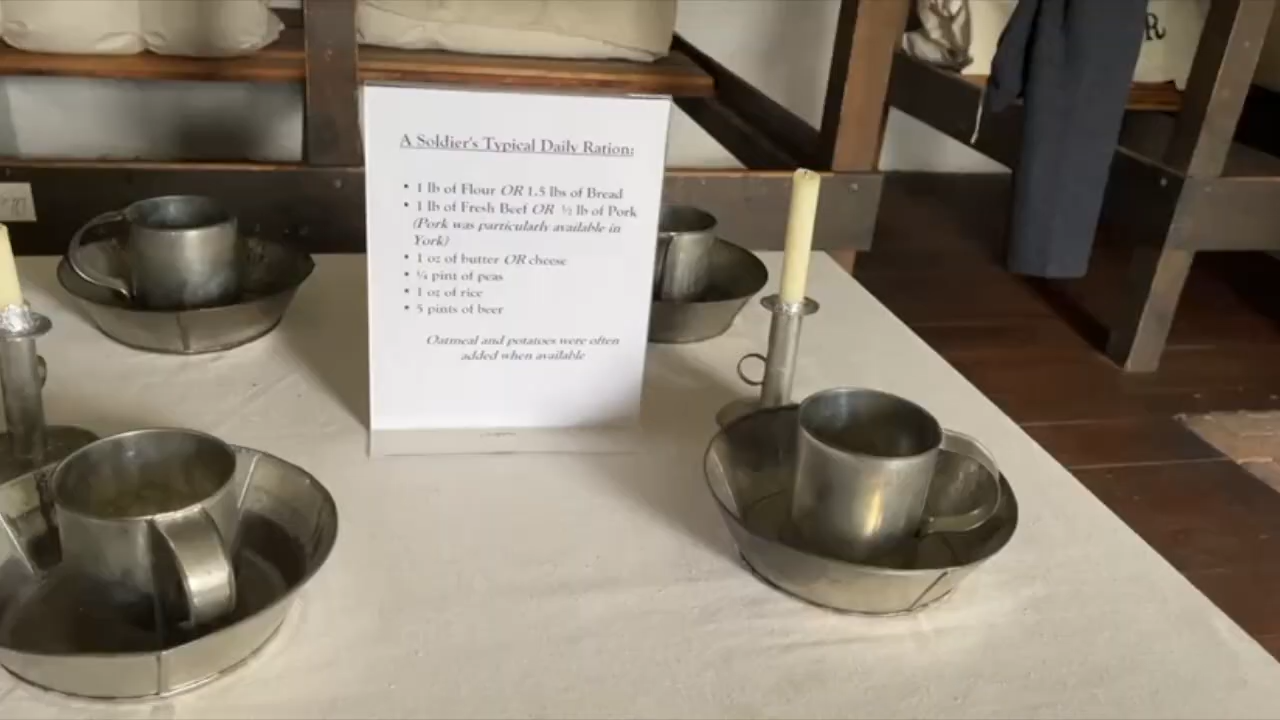 A Soldier's Typical Daily Ration:
• 1 lb of Flour OR 1.5 lbs of Bread
• 1 lb of Fresh Beef OR ½ lb of Pork
(Pork was particularly available in
York)
• 1 oz of butter OR cheese
• ¼ pint of peas
• 1 oz of rice
• 5 pints of beer
Oatmeal and potatoes were often
added when available
R